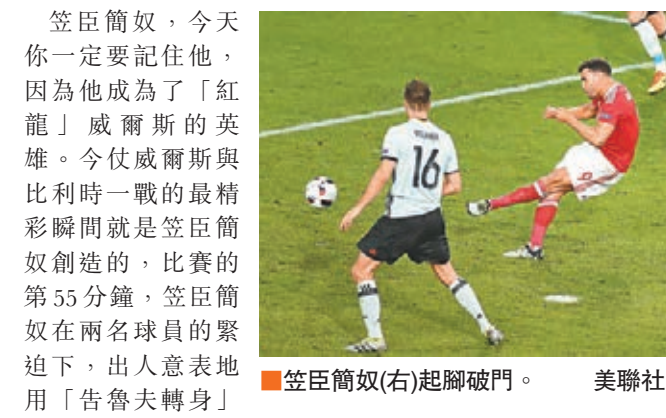 笠臣簡奴，今天
你一定要記住他，
因為他成為了「紅
龍」威爾斯的英
雄。今仗威爾斯與
比利時一戰的最精
彩瞬間就是笠臣簡
奴創造的，比賽的
第55分鐘，笠臣簡
奴在兩名球員的緊
迫下，出人意表地
用「告魯夫轉身」
16
■笠臣簡奴(右)起腳破門。 美聯社